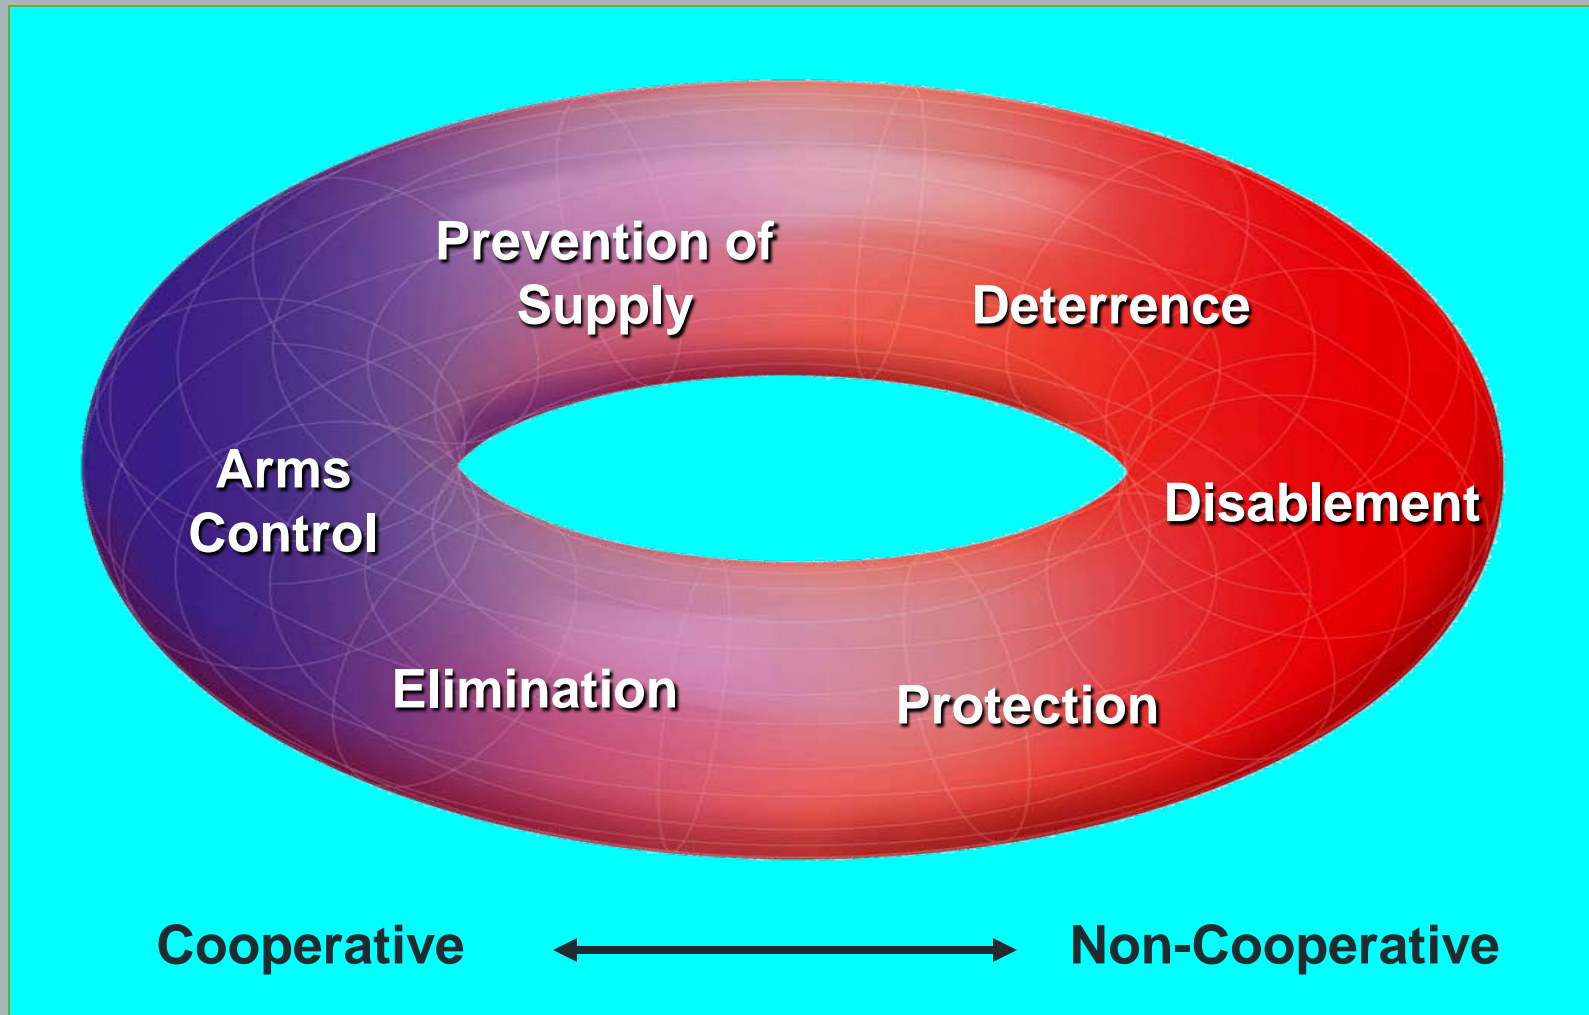 Prevention of
Supply
Deterrence
Arms
Control
Disablement
Elimination
Protection
Cooperative
Non-Cooperative